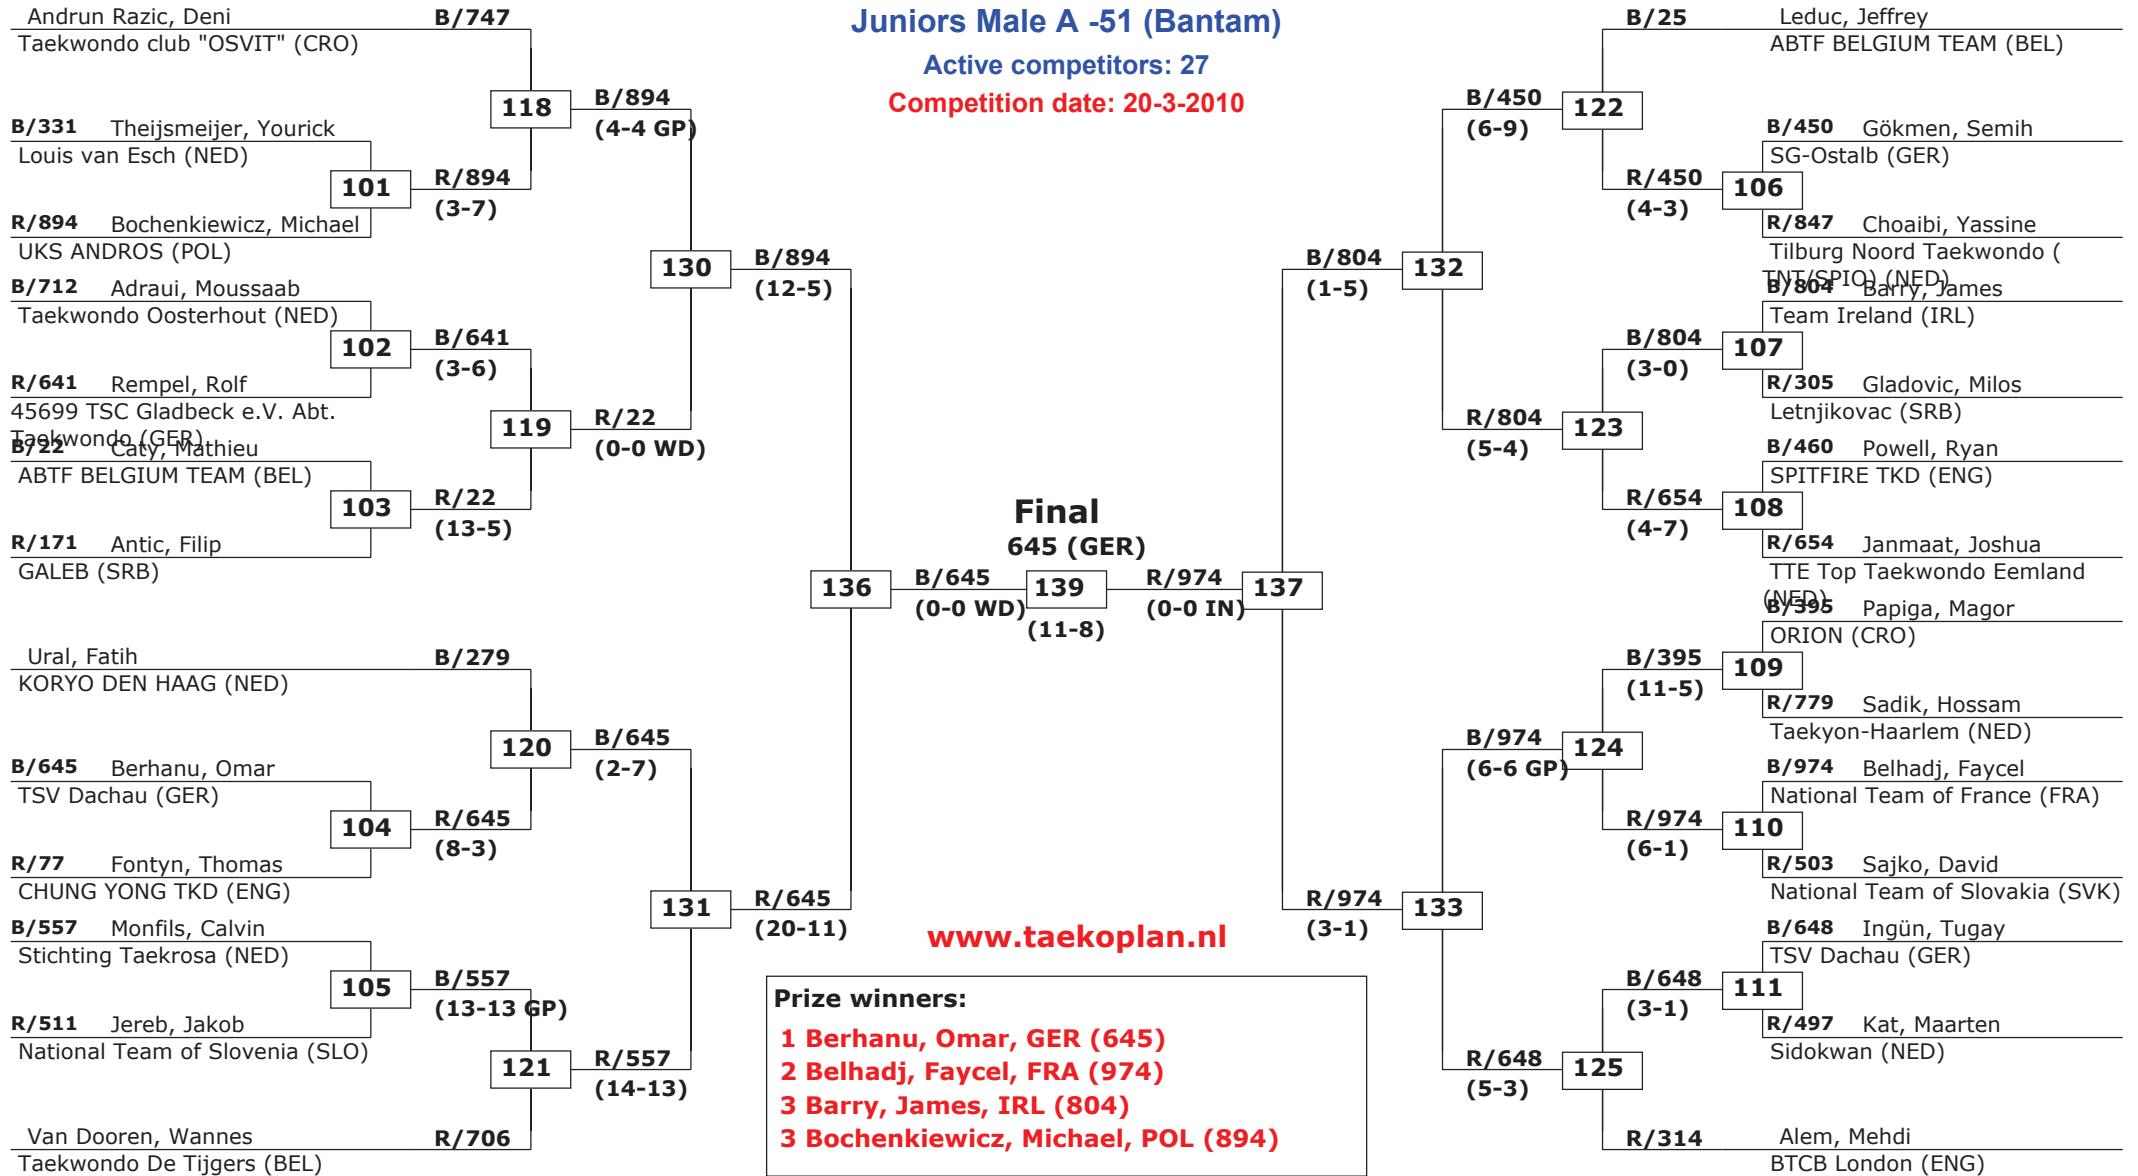 Juniors Male A -51 (Bantam)
Active competitors: 27
Competition date: 20-3-2010
Andrun Razic, Deni B/747
Taekwondo club "OSVIT" (CRO)
B/331 Theijsmeijer, Yourick
Louis van Esch (NED)
R/894 Bochenkiewicz, Michael
UKS ANDROS (POL)
B/712 Adraui, Moussaab
Taekwondo Oosterhout (NED)
R/641 Rempel, Rolf
45699 TSC Gladbeck e.V. Abt.
Taekwondo (GER)
B/22 Caty, Mathieu
ABTF BELGIUM TEAM (BEL)
R/171 Antic, Filip
GALEB (SRB)
Ural, Fatih B/279
KORYO DEN HAAG (NED)
B/645 Berhanu, Omar
TSV Dachau (GER)
R/77 Fontyn, Thomas
CHUNG YONG TKD (ENG)
B/557 Monfils, Calvin
Stichting Taekrosa (NED)
R/511 Jereb, Jakob
National Team of Slovenia (SLO)
Van Dooren, Wannes R/706
Taekwondo De Tijgers (BEL)
101 R/894
(3-7)
102 B/641
(3-6)
103 R/22
(13-5)
104 R/645
(8-3)
105 B/557
(13-13 GP)
118 B/894
(4-4 GP)
119 R/22
(0-0 WD)
120 B/645
(2-7)
121 R/557
(14-13)
130 B/894
(12-5)
131 R/645
(20-11)
136 B/645
(0-0 WD)
Final
645 (GER)
139
(11-8)
R/974 137
(0-0 IN)
B/804 132
(1-5)
R/974 133
(3-1)
B/450 122
(6-9)
R/804 123
(5-4)
B/974 124
(6-6 GP)
R/648 125
(5-3)
R/450 106
(4-3)
B/804 107
(3-0)
R/654 108
(4-7)
B/395 109
(11-5)
R/974 110
(6-1)
B/648 111
(3-1)
B/25 Leduc, Jeffrey
ABTF BELGIUM TEAM (BEL)
B/450 Gökmen, Semih
SG-Ostalb (GER)
R/847 Choaibi, Yassine
Tilburg Noord Taekwondo (
TNT/SPIO) (NED)
B/804 Barry, James
Team Ireland (IRL)
R/305 Gladovic, Milos
Letnjikovac (SRB)
B/460 Powell, Ryan
SPITFIRE TKD (ENG)
R/654 Janmaat, Joshua
TTE Top Taekwondo Eemland
(NED)
B/395 Papiga, Magor
ORION (CRO)
R/779 Sadik, Hossam
Taekyon-Haarlem (NED)
B/974 Belhadj, Faycel
National Team of France (FRA)
R/503 Sajko, David
National Team of Slovakia (SVK)
B/648 Ingün, Tugay
TSV Dachau (GER)
R/497 Kat, Maarten
Sidokwan (NED)
R/314 Alem, Mehdi
BTCB London (ENG)
www.taekoplan.nl
Prize winners:
1 Berhanu, Omar, GER (645)
2 Belhadj, Faycel, FRA (974)
3 Barry, James, IRL (804)
3 Bochenkiewicz, Michael, POL (894)